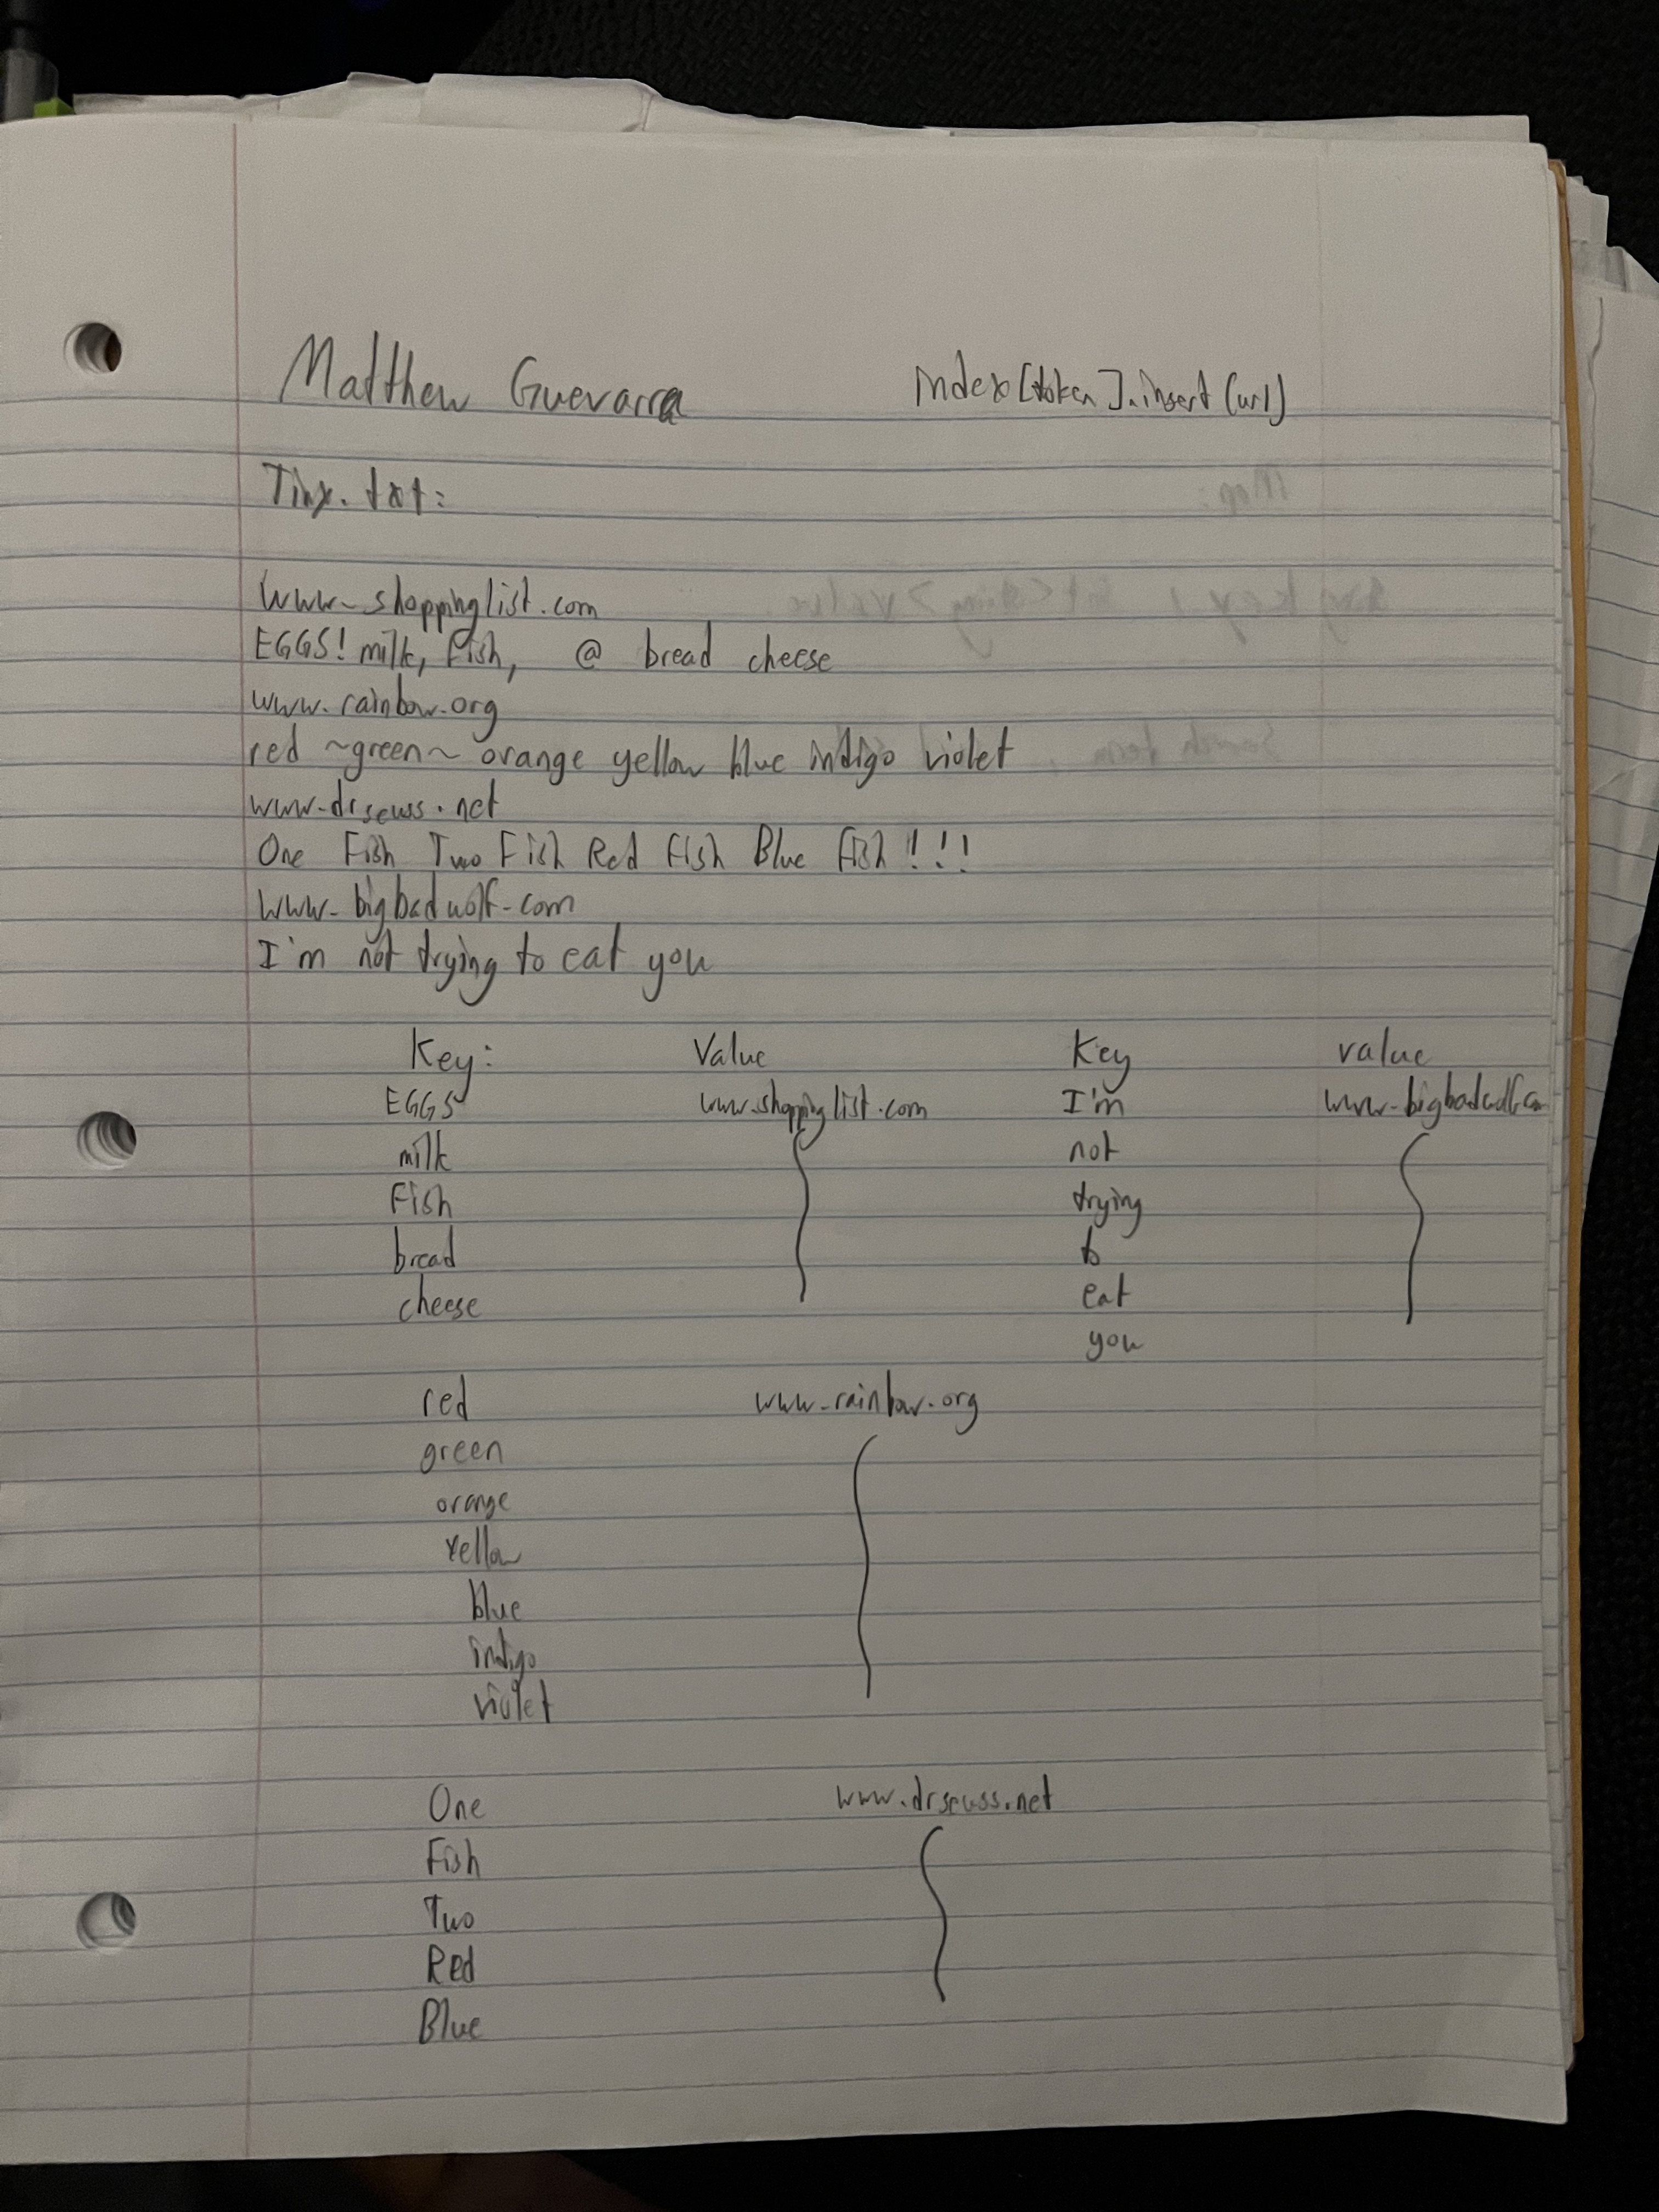 Matthew Guevarra index[token].insert(url)
Tiny.txt:
www.shoppinglist.com
EGGS! milk, fish, @ bread cheese
www.rainbow.org
red ~green~ orange yellow blue indigo violet
www.drseuss.net
One Fish Two Fish Red fish Blue fish !!!
www.bigbadwolf.com
I'm not trying to eat you
Key: Value Key value
EGGS www.shoppinglist.com I'm www.bigbadwolf.com
milk not
fish trying
bread to
cheese eat
you
red www.rainbow.org
green
orange
yellow
blue
indigo
violet
One www.drseuss.net
Fish
Two
Red
Blue